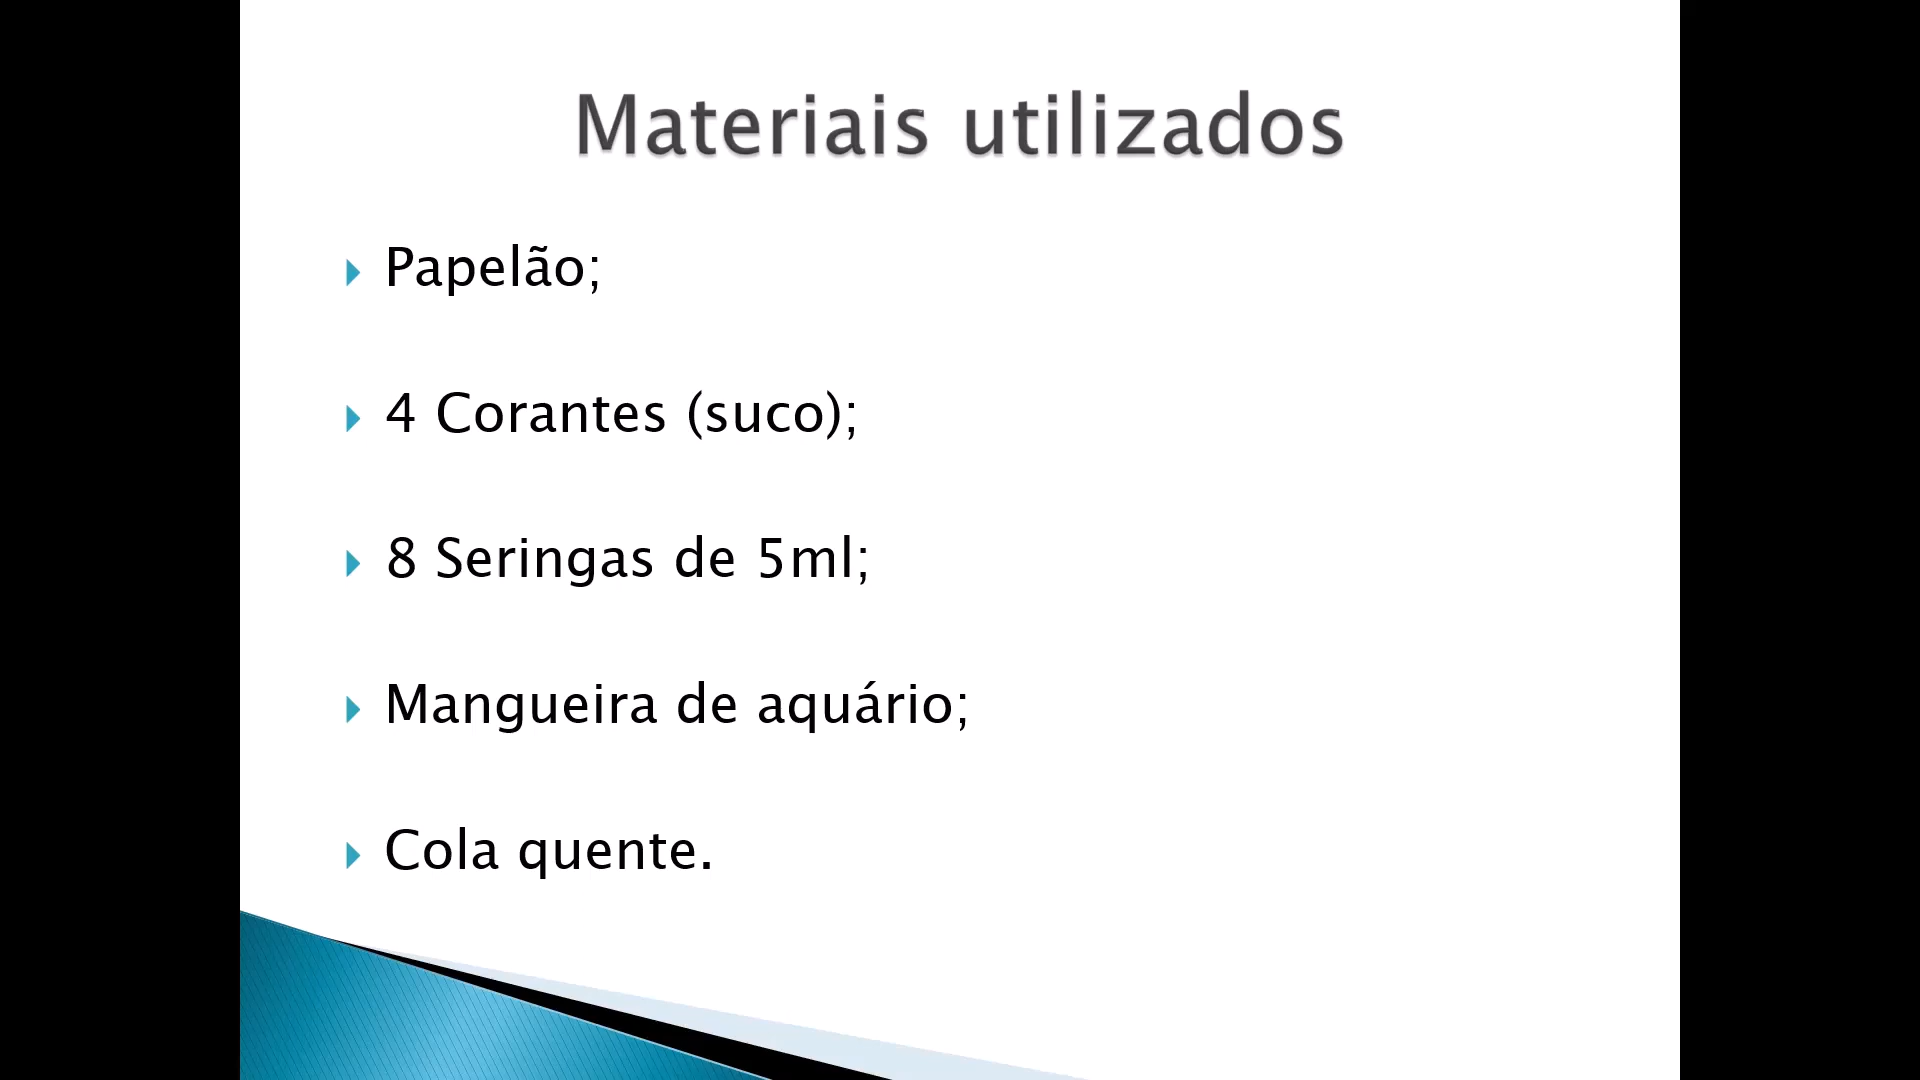 Materiais utilizados
Papelão;
4 Corantes (suco);
8 Seringas de 5ml;
Mangueira de aquário;
Cola quente.